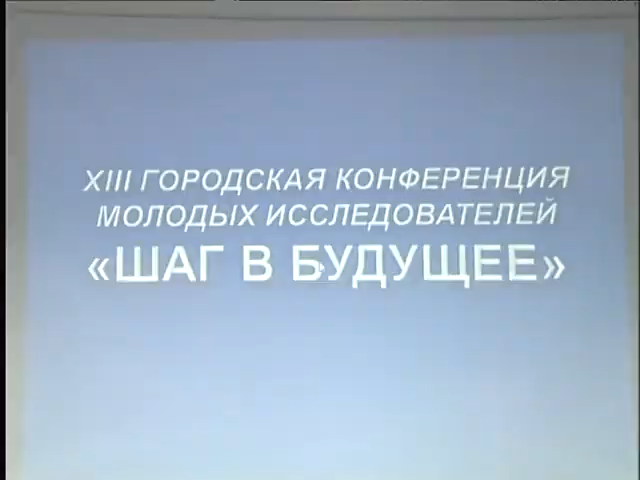 XIII ГОРОДСКАЯ КОНФЕРЕНЦИЯ
МОЛОДЫХ ИССЛЕДОВАТЕЛЕЙ
«ШАГ В БУДУЩЕЕ»